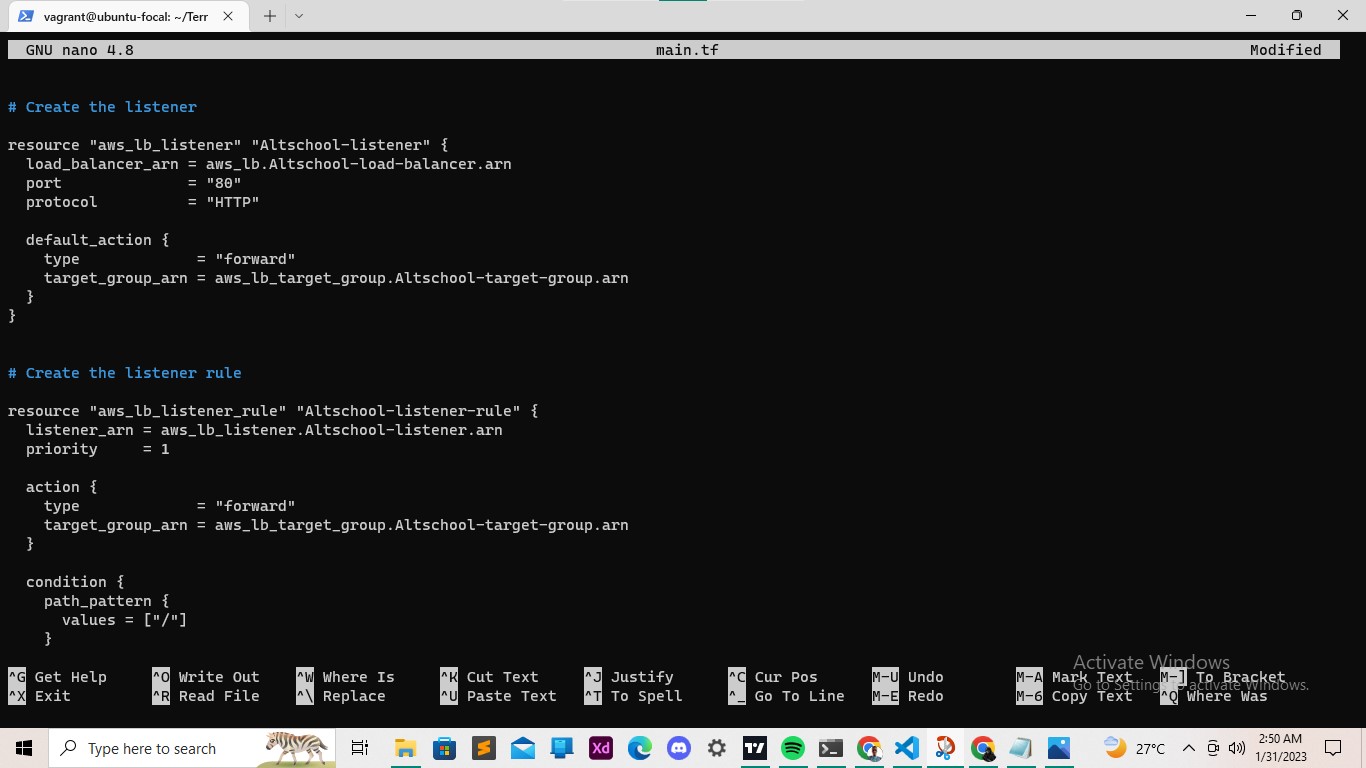 vagrant@ubuntu-focal: ~/Terr
GNU nano 4.8 main.tf Modified
# Create the listener
resource "aws_lb_listener" "Altschool-listener" {
  load_balancer_arn = aws_lb.Altschool-load-balancer.arn
  port              = "80"
  protocol          = "HTTP"
  default_action {
    type             = "forward"
    target_group_arn = aws_lb_target_group.Altschool-target-group.arn
  }
}
# Create the listener rule
resource "aws_lb_listener_rule" "Altschool-listener-rule" {
  listener_arn = aws_lb_listener.Altschool-listener.arn
  priority     = 1
  action {
    type             = "forward"
    target_group_arn = aws_lb_target_group.Altschool-target-group.arn
  }
  condition {
    path_pattern {
      values = ["/"]
    }
Activate Windows
Go to Settings to activate Windows.
^G Get Help ^O Write Out ^W Where Is ^K Cut Text ^J Justify ^C Cur Pos M-U Undo M-A Mark Text M-] To Bracket
^X Exit ^R Read File ^\ Replace ^U Paste Text ^T To Spell ^_ Go To Line M-E Redo M-6 Copy Text ^Q Where Was
Type here to search
Xd
27°C
2:50 AM
1/31/2023